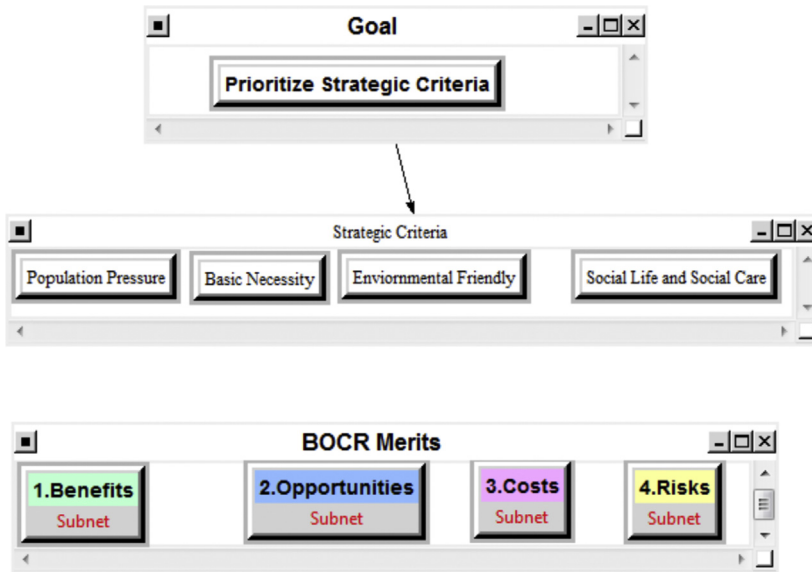 Goal
Prioritize Strategic Criteria
Strategic Criteria
Population Pressure
Basic Necessity
Enviornmental Friendly
Social Life and Social Care
BOCR Merits
1.Benefits
Subnet
2.Opportunities
Subnet
3.Costs
Subnet
4.Risks
Subnet